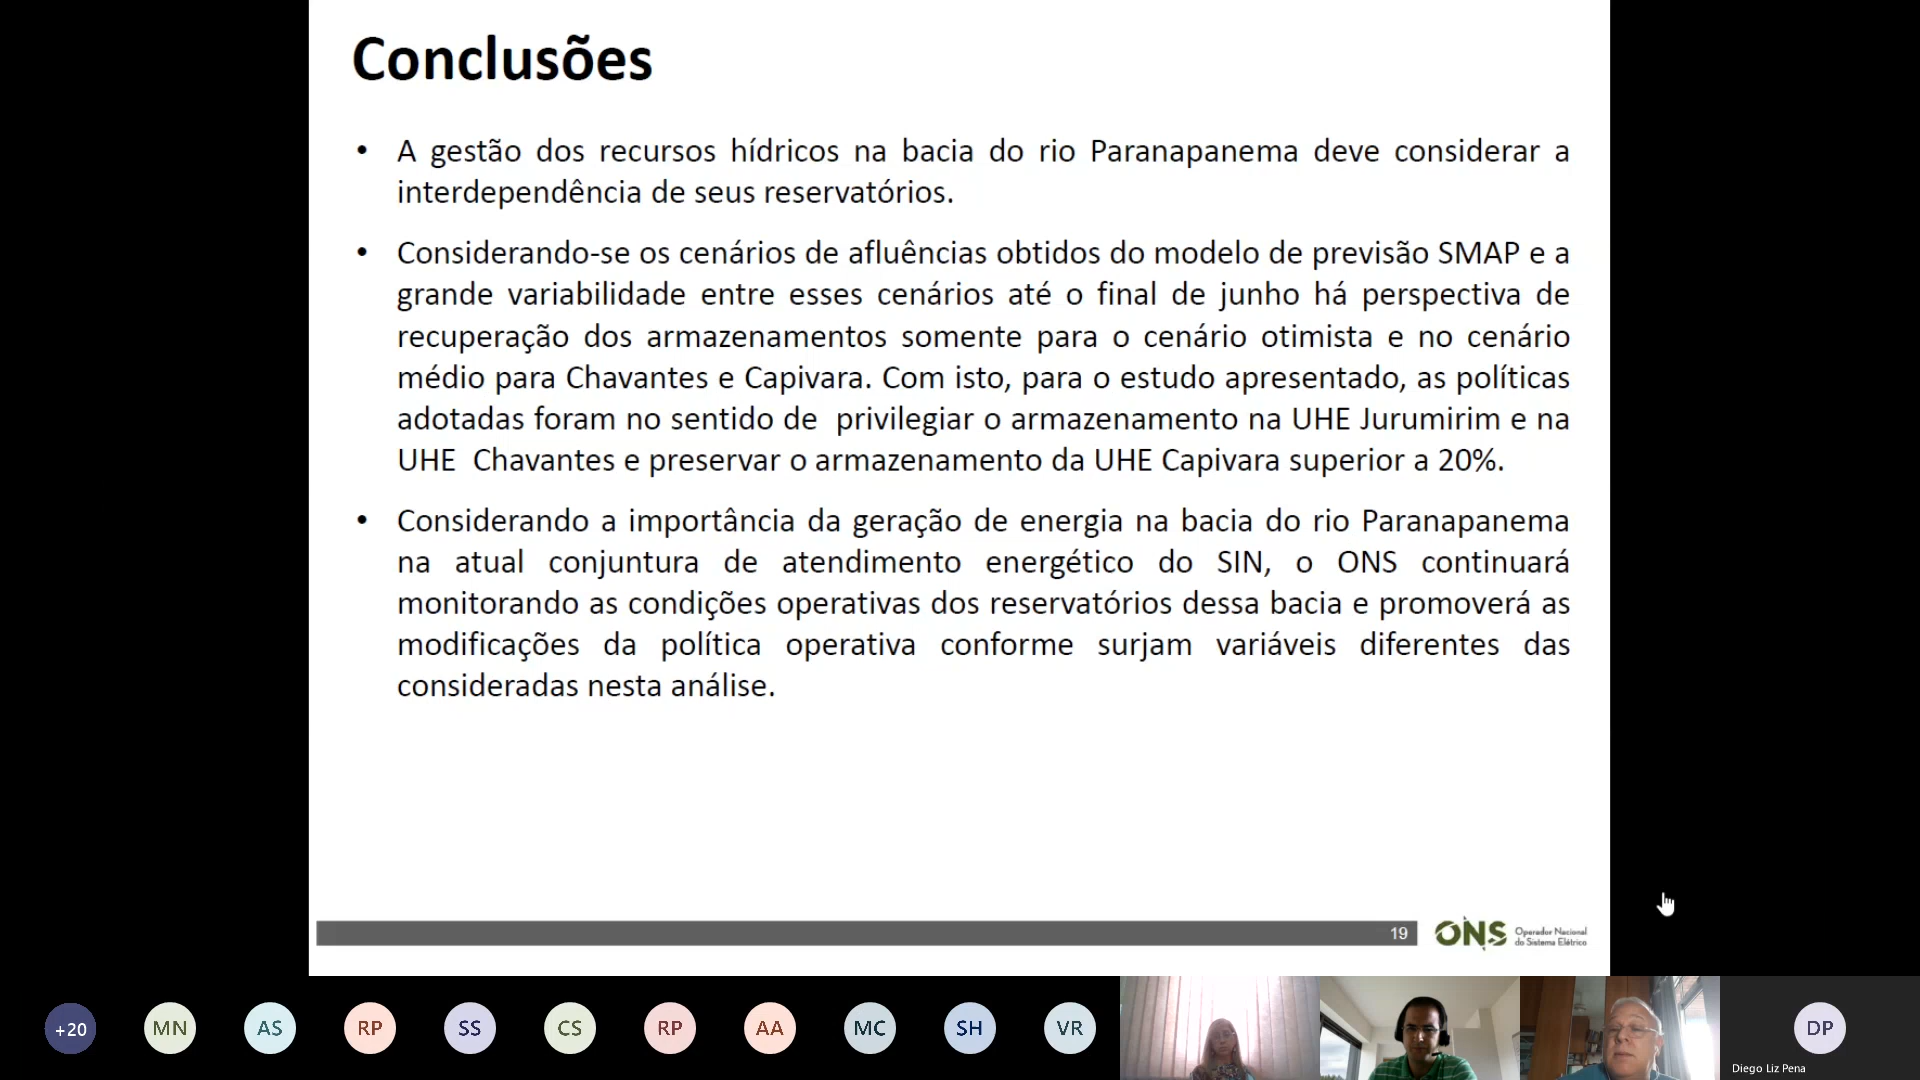 Conclusões
• A gestão dos recursos hídricos na bacia do rio Paranapanema deve considerar a
interdependência de seus reservatórios.
• Considerando-se os cenários de afluências obtidos do modelo de previsão SMAP e a
grande variabilidade entre esses cenários até o final de junho há perspectiva de
recuperação dos armazenamentos somente para o cenário otimista e no cenário
médio para Chavantes e Capivara. Com isto, para o estudo apresentado, as políticas
adotadas foram no sentido de privilegiar o armazenamento na UHE Jurumirim e na
UHE Chavantes e preservar o armazenamento da UHE Capivara superior a 20%.
• Considerando a importância da geração de energia na bacia do rio Paranapanema
na atual conjuntura de atendimento energético do SIN, o ONS continuará
monitorando as condições operativas dos reservatórios dessa bacia e promoverá as
modificações da política operativa conforme surjam variáveis diferentes das
consideradas nesta análise.
19
ONS
Operador Nacional
do Sistema Elétrico
+20
MN
AS
RP
SS
CS
RP
AA
MC
SH
VR
DP
Diego Liz Pena